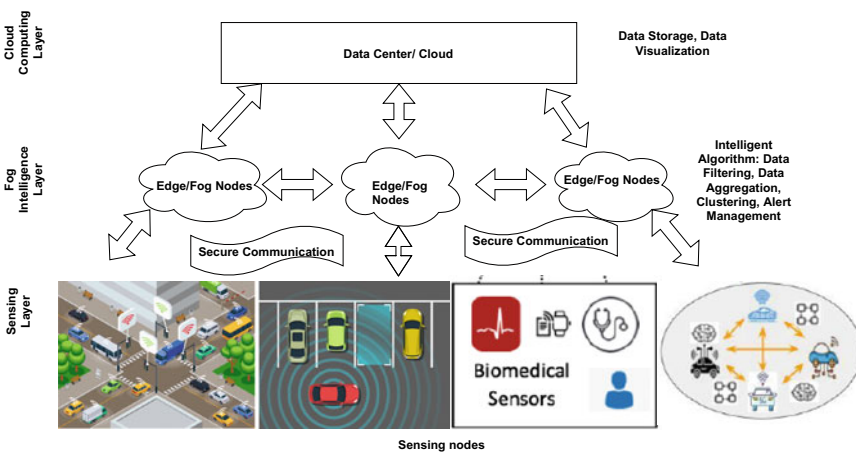 Cloud
Computing
Layer
Data Center/ Cloud
Data Storage, Data
Visualization
Fog
Intelligence
Layer
Edge/Fog Nodes
Edge/Fog
Nodes
Edge/Fog Nodes
Intelligent
Algorithm: Data
Filtering, Data
Aggregation,
Clustering, Alert
Management
Secure Communication
Secure Communication
Sensing
Layer
Biomedical
Sensors
Sensing nodes